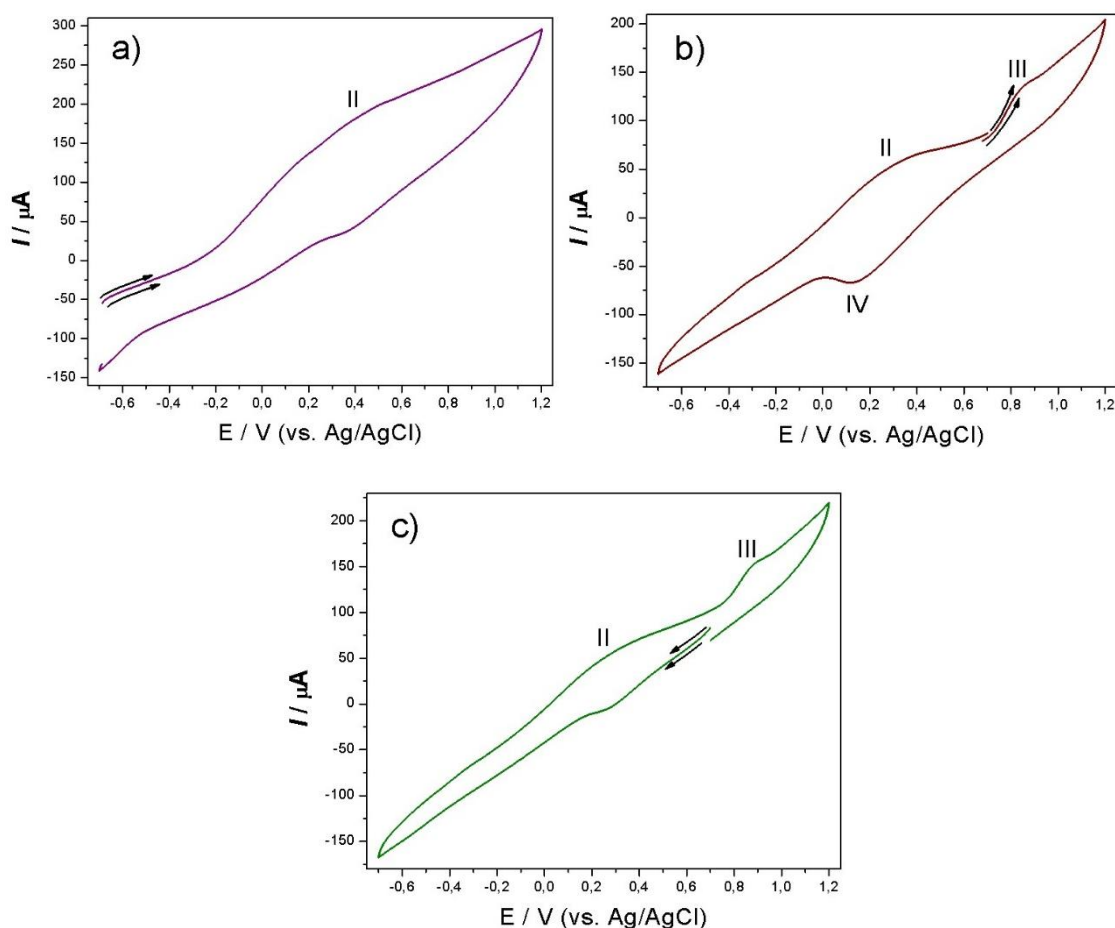 a)
II
300
250
200
150
100
50
0
-50
-100
-150
I / µA
-0,6 -0,4 -0,2 0,0 0,2 0,4 0,6 0,8 1,0 1,2
E / V (vs. Ag/AgCl)
b)
III
II
IV
200
150
100
50
0
-50
-100
-150
I / µA
-0,6 -0,4 -0,2 0,0 0,2 0,4 0,6 0,8 1,0 1,2
E / V (vs. Ag/AgCl)
c)
III
II
200
150
100
50
0
-50
-100
-150
I / µA
-0,6 -0,4 -0,2 0,0 0,2 0,4 0,6 0,8 1,0 1,2
E / V (vs. Ag/AgCl)